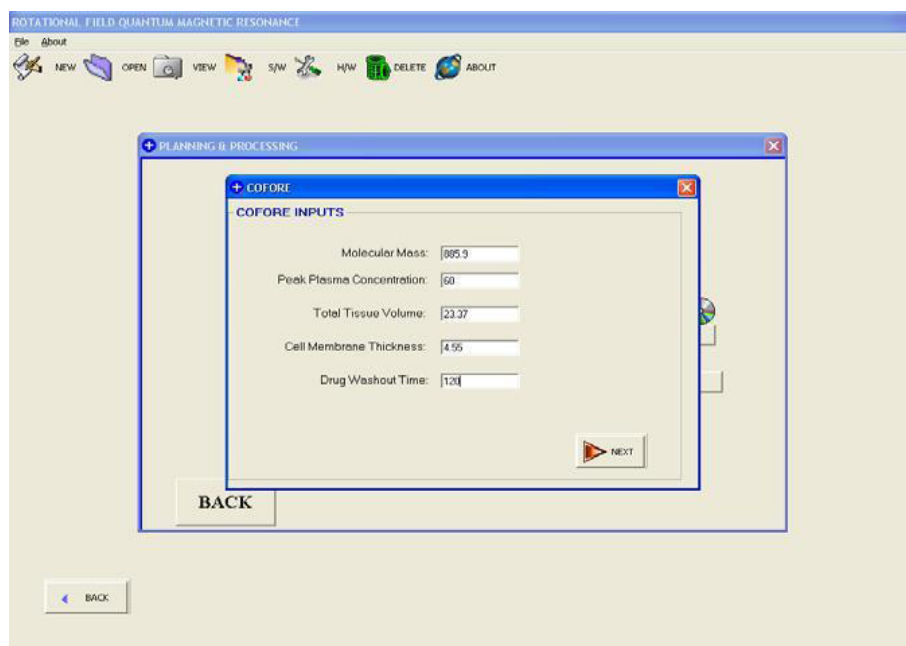 ROTATIONAL FIELD QUANTUM MAGNETIC RESONANCE
File About
NEW OPEN VIEW S/W H/W DELETE ABOUT
PLANNING & PROCESSING
COFORE
COFORE INPUTS
Molecular Mass: 885.9
Peak Plasma Concentration: 60
Total Tissue Volume: 23.37
Cell Membrane Thickness: 4.55
Drug Washout Time: 120
NEXT
BACK
BACK